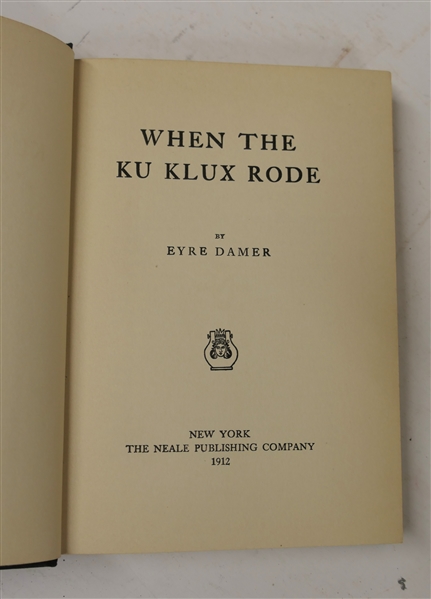 WHEN THE
KU KLUX RODE
BY
EYRE DAMER
NEW YORK
THE NEALE PUBLISHING COMPANY
1912